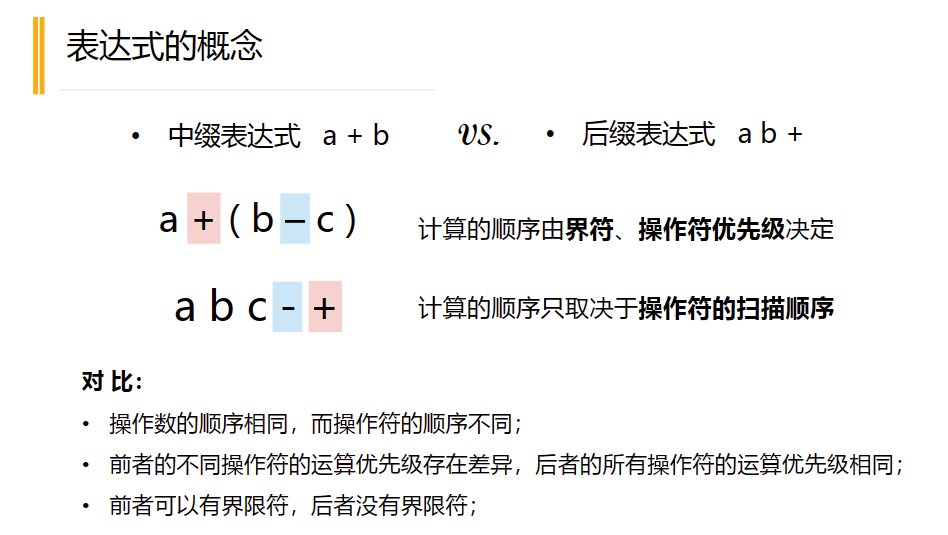 表达式的概念
• 中缀表达式 a + b vs. • 后缀表达式 a b +
a + ( b – c ) 计算的顺序由界符、操作符优先级决定
a b c - + 计算的顺序只取决于操作符的扫描顺序
对 比：
• 操作数的顺序相同，而操作符的顺序不同；
• 前者的不同操作符的运算优先级存在差异，后者的所有操作符的运算优先级相同；
• 前者可以有界限符，后者没有界限符；